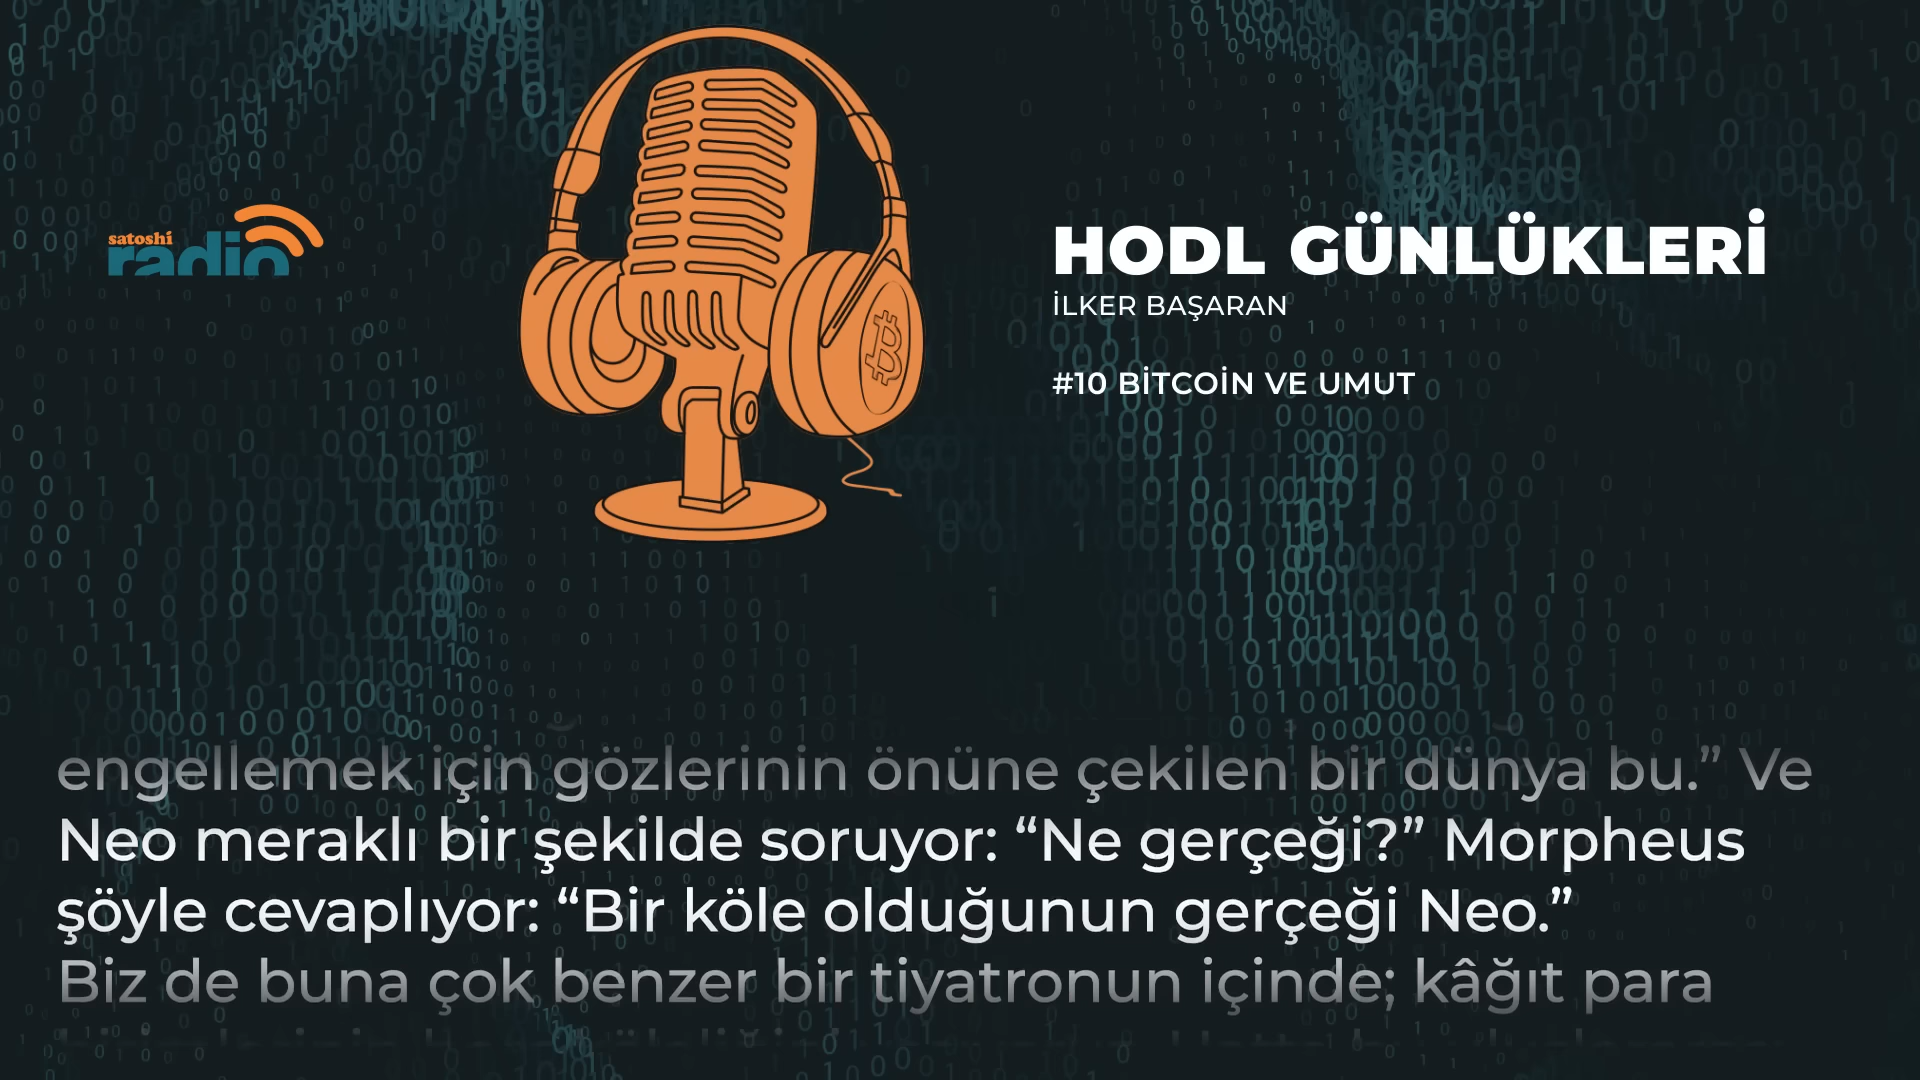 satoshi
radio
HODL GÜNLÜKLERİ
İLKER BAŞARAN
#10 BİTCOİN VE UMUT
engellemek için gözlerinin önüne çekilen bir dünya bu.” Ve
Neo meraklı bir şekilde soruyor: “Ne gerçeği?” Morpheus
şöyle cevaplıyor: “Bir köle olduğunun gerçeği Neo.”
Biz de buna çok benzer bir tiyatronun içinde; kâğıt para